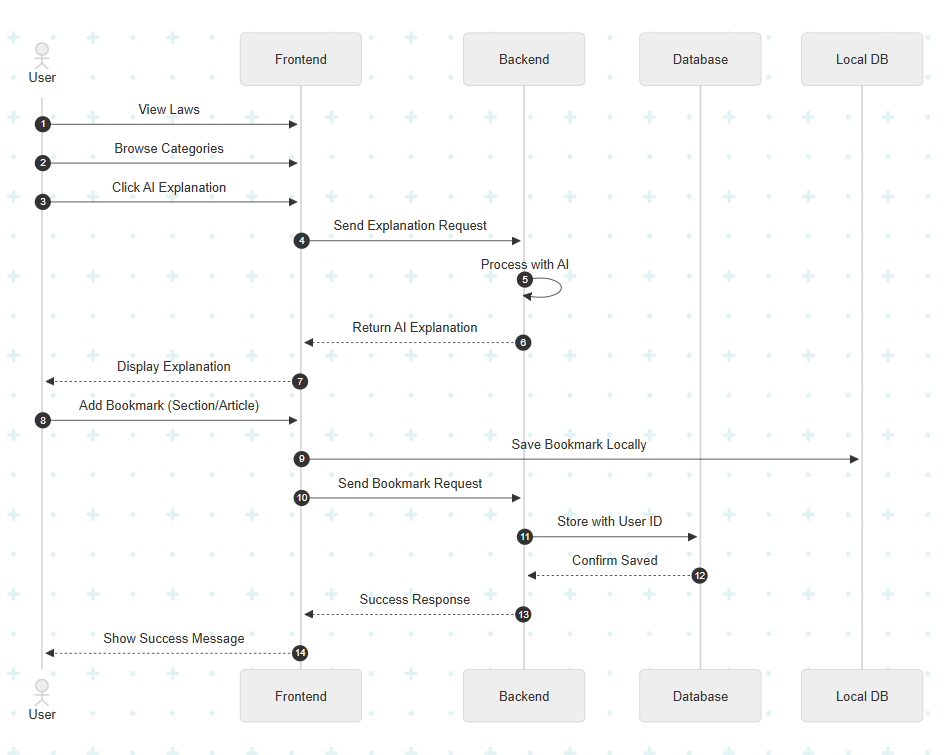 User
Frontend
Backend
Database
Local DB
View Laws
1
Browse Categories
2
Click AI Explanation
3
Send Explanation Request
4
Process with AI
5
Return AI Explanation
6
Display Explanation
7
Add Bookmark (Section/Article)
8
Save Bookmark Locally
9
Send Bookmark Request
10
Store with User ID
11
Confirm Saved
12
Success Response
13
Show Success Message
14
User
Frontend
Backend
Database
Local DB